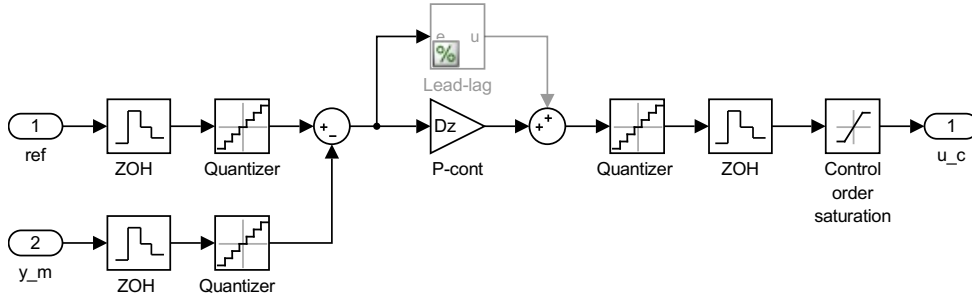 e u
%
Lead-lag
1
ref
ZOH
Quantizer
+
−
Dz
P-cont
+ +
Quantizer
ZOH
Control
order
saturation
1
u_c
2
y_m
ZOH
Quantizer